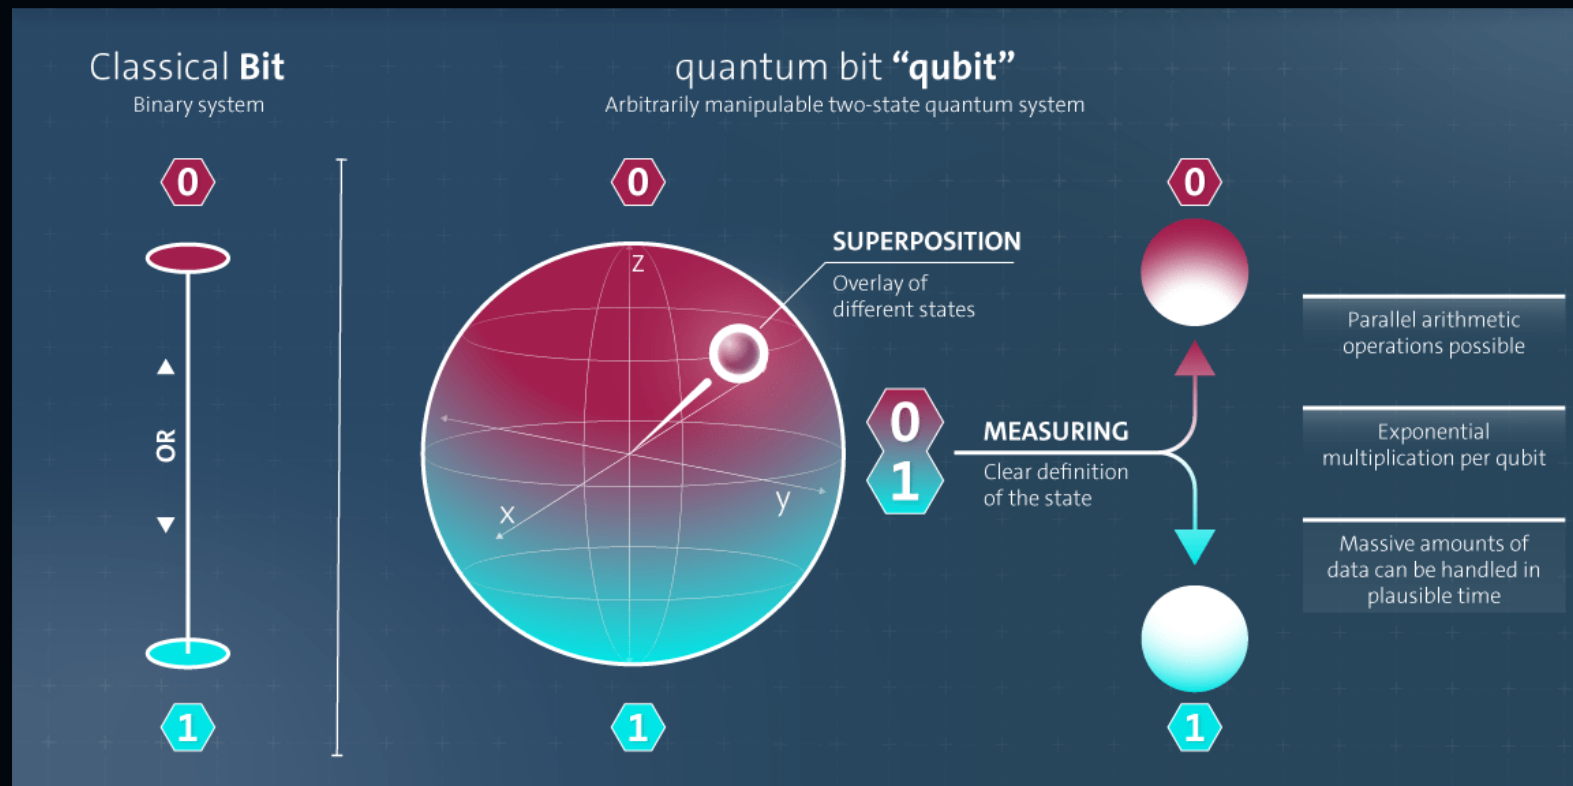 Classical Bit
Binary system
0
OR
1
quantum bit “qubit”
Arbitrarily manipulable two-state quantum system
0
z
x
y
1
SUPERPOSITION
Overlay of
different states
0
1
MEASURING
Clear definition
of the state
0
1
Parallel arithmetic
operations possible
Exponential
multiplication per qubit
Massive amounts of
data can be handled in
plausible time